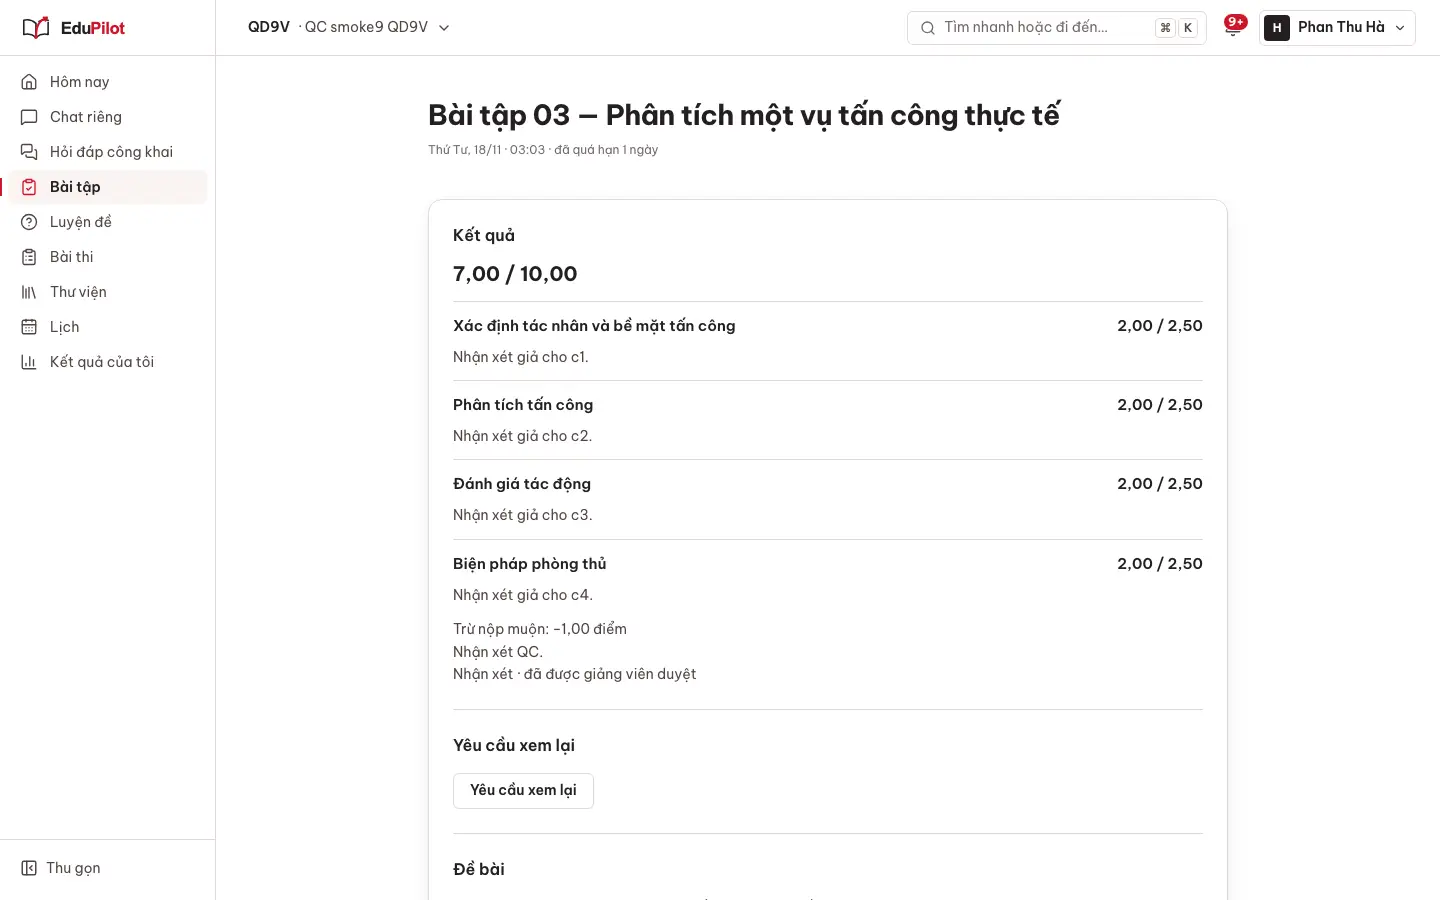 EduPilot
QD9V · QC smoke9 QD9V
Tìm nhanh hoặc đi đến...
⌘ K
9+
H
Phan Thu Hà
Hôm nay
Chat riêng
Hỏi đáp công khai
Bài tập
Luyện đề
Bài thi
Thư viện
Lịch
Kết quả của tôi
Thu gọn
Bài tập 03 — Phân tích một vụ tấn công thực tế
Thứ Tư, 18/11 · 03:03 · đã quá hạn 1 ngày
Kết quả
7,00 / 10,00
Xác định tác nhân và bề mặt tấn công 2,00 / 2,50
Nhận xét giả cho c1.
Phân tích tấn công 2,00 / 2,50
Nhận xét giả cho c2.
Đánh giá tác động 2,00 / 2,50
Nhận xét giả cho c3.
Biện pháp phòng thủ 2,00 / 2,50
Nhận xét giả cho c4.
Trừ nộp muộn: −1,00 điểm
Nhận xét QC.
Nhận xét · đã được giảng viên duyệt
Yêu cầu xem lại
Yêu cầu xem lại
Đề bài